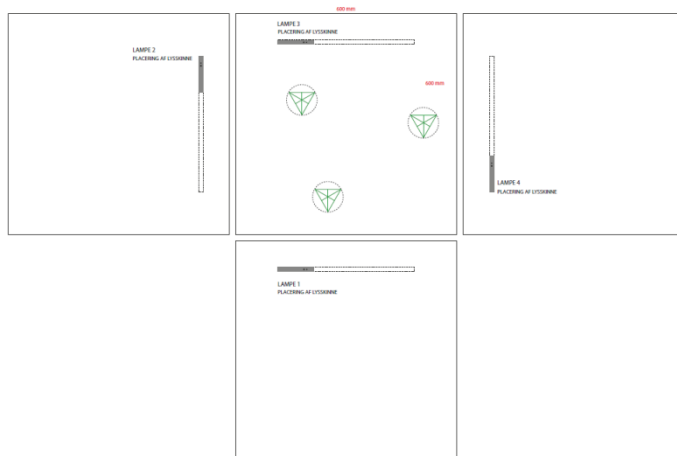 600 mm
LAMPE 2
PLACERING AF LYSSKINNE
LAMPE 3
PLACERING AF LYSSKINNE
600 mm
LAMPE 4
PLACERING AF LYSSKINNE
LAMPE 1
PLACERING AF LYSSKINNE